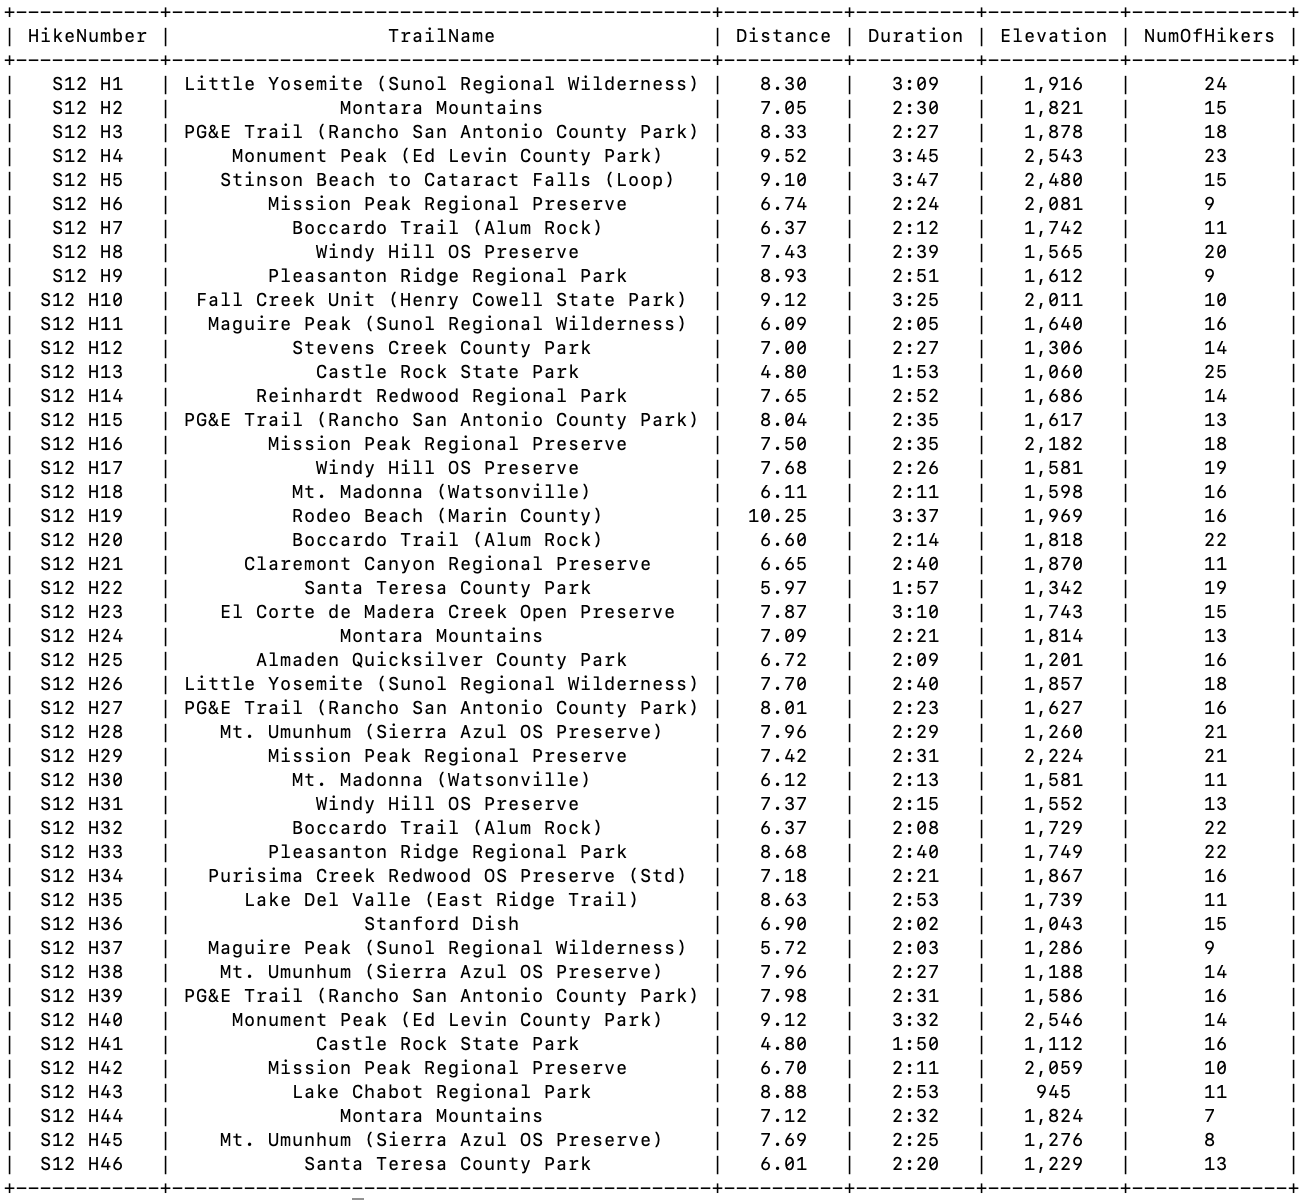 +------------+----------------------------------------------+----------+----------+-----------+-------------+
| HikeNumber |                  TrailName                   | Distance | Duration | Elevation | NumOfHikers |
+------------+----------------------------------------------+----------+----------+-----------+-------------+
| S12 H1 | Little Yosemite (Sunol Regional Wilderness) | 8.30 | 3:09 | 1,916 | 24 |
| S12 H2 | Montara Mountains | 7.05 | 2:30 | 1,821 | 15 |
| S12 H3 | PG&E Trail (Rancho San Antonio County Park) | 8.33 | 2:27 | 1,878 | 18 |
| S12 H4 | Monument Peak (Ed Levin County Park) | 9.52 | 3:45 | 2,543 | 23 |
| S12 H5 | Stinson Beach to Cataract Falls (Loop) | 9.10 | 3:47 | 2,480 | 15 |
| S12 H6 | Mission Peak Regional Preserve | 6.74 | 2:24 | 2,081 | 9 |
| S12 H7 | Boccardo Trail (Alum Rock) | 6.37 | 2:12 | 1,742 | 11 |
| S12 H8 | Windy Hill OS Preserve | 7.43 | 2:39 | 1,565 | 20 |
| S12 H9 | Pleasanton Ridge Regional Park | 8.93 | 2:51 | 1,612 | 9 |
| S12 H10 | Fall Creek Unit (Henry Cowell State Park) | 9.12 | 3:25 | 2,011 | 10 |
| S12 H11 | Maguire Peak (Sunol Regional Wilderness) | 6.09 | 2:05 | 1,640 | 16 |
| S12 H12 | Stevens Creek County Park | 7.00 | 2:27 | 1,306 | 14 |
| S12 H13 | Castle Rock State Park | 4.80 | 1:53 | 1,060 | 25 |
| S12 H14 | Reinhardt Redwood Regional Park | 7.65 | 2:52 | 1,686 | 14 |
| S12 H15 | PG&E Trail (Rancho San Antonio County Park) | 8.04 | 2:35 | 1,617 | 13 |
| S12 H16 | Mission Peak Regional Preserve | 7.50 | 2:35 | 2,182 | 18 |
| S12 H17 | Windy Hill OS Preserve | 7.68 | 2:26 | 1,581 | 19 |
| S12 H18 | Mt. Madonna (Watsonville) | 6.11 | 2:11 | 1,598 | 16 |
| S12 H19 | Rodeo Beach (Marin County) | 10.25 | 3:37 | 1,969 | 16 |
| S12 H20 | Boccardo Trail (Alum Rock) | 6.60 | 2:14 | 1,818 | 22 |
| S12 H21 | Claremont Canyon Regional Preserve | 6.65 | 2:40 | 1,870 | 11 |
| S12 H22 | Santa Teresa County Park | 5.97 | 1:57 | 1,342 | 19 |
| S12 H23 | El Corte de Madera Creek Open Preserve | 7.87 | 3:10 | 1,743 | 15 |
| S12 H24 | Montara Mountains | 7.09 | 2:21 | 1,814 | 13 |
| S12 H25 | Almaden Quicksilver County Park | 6.72 | 2:09 | 1,201 | 16 |
| S12 H26 | Little Yosemite (Sunol Regional Wilderness) | 7.70 | 2:40 | 1,857 | 18 |
| S12 H27 | PG&E Trail (Rancho San Antonio County Park) | 8.01 | 2:23 | 1,627 | 16 |
| S12 H28 | Mt. Umunhum (Sierra Azul OS Preserve) | 7.96 | 2:29 | 1,260 | 21 |
| S12 H29 | Mission Peak Regional Preserve | 7.42 | 2:31 | 2,224 | 21 |
| S12 H30 | Mt. Madonna (Watsonville) | 6.12 | 2:13 | 1,581 | 11 |
| S12 H31 | Windy Hill OS Preserve | 7.37 | 2:15 | 1,552 | 13 |
| S12 H32 | Boccardo Trail (Alum Rock) | 6.37 | 2:08 | 1,729 | 22 |
| S12 H33 | Pleasanton Ridge Regional Park | 8.68 | 2:40 | 1,749 | 22 |
| S12 H34 | Purisima Creek Redwood OS Preserve (Std) | 7.18 | 2:21 | 1,867 | 16 |
| S12 H35 | Lake Del Valle (East Ridge Trail) | 8.63 | 2:53 | 1,739 | 11 |
| S12 H36 | Stanford Dish | 6.90 | 2:02 | 1,043 | 15 |
| S12 H37 | Maguire Peak (Sunol Regional Wilderness) | 5.72 | 2:03 | 1,286 | 9 |
| S12 H38 | Mt. Umunhum (Sierra Azul OS Preserve) | 7.96 | 2:27 | 1,188 | 14 |
| S12 H39 | PG&E Trail (Rancho San Antonio County Park) | 7.98 | 2:31 | 1,586 | 16 |
| S12 H40 | Monument Peak (Ed Levin County Park) | 9.12 | 3:32 | 2,546 | 14 |
| S12 H41 | Castle Rock State Park | 4.80 | 1:50 | 1,112 | 16 |
| S12 H42 | Mission Peak Regional Preserve | 6.70 | 2:11 | 2,059 | 10 |
| S12 H43 | Lake Chabot Regional Park | 8.88 | 2:53 | 945 | 11 |
| S12 H44 | Montara Mountains | 7.12 | 2:32 | 1,824 | 7 |
| S12 H45 | Mt. Umunhum (Sierra Azul OS Preserve) | 7.69 | 2:25 | 1,276 | 8 |
| S12 H46 | Santa Teresa County Park | 6.01 | 2:20 | 1,229 | 13 |
+------------+----------------------------------------------+----------+----------+-----------+-------------+